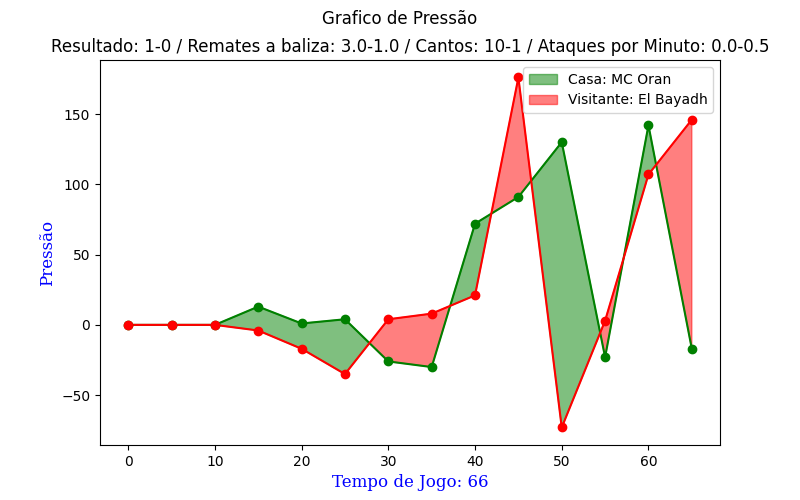 Grafico de Pressão
Resultado: 1-0 / Remates a baliza: 3.0-1.0 / Cantos: 10-1 / Ataques por Minuto: 0.0-0.5
Casa: MC Oran
Visitante: El Bayadh
150
100
50
0
−50
Pressão
0 10 20 30 40 50 60
Tempo de Jogo: 66